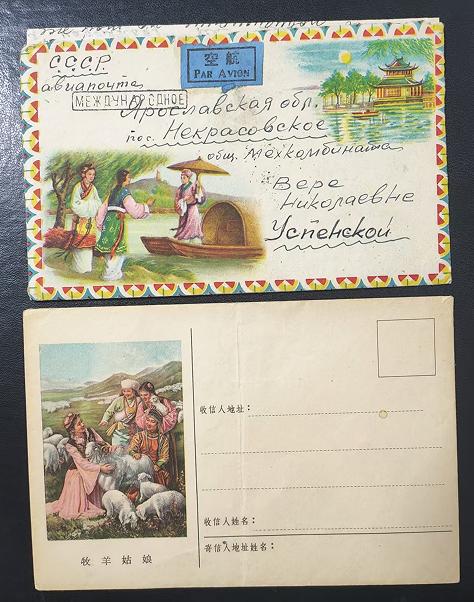 СССР
авиапочта
空航
PAR AVION
МЕЖДУНАРОДНОЕ
Ярославская обл.
пос. Некрасовское
общ. Мехкомбината
Вере
Николаевне
Успенской
收信人地址：
收信人姓名：
寄信人地址姓名：
牧羊姑娘